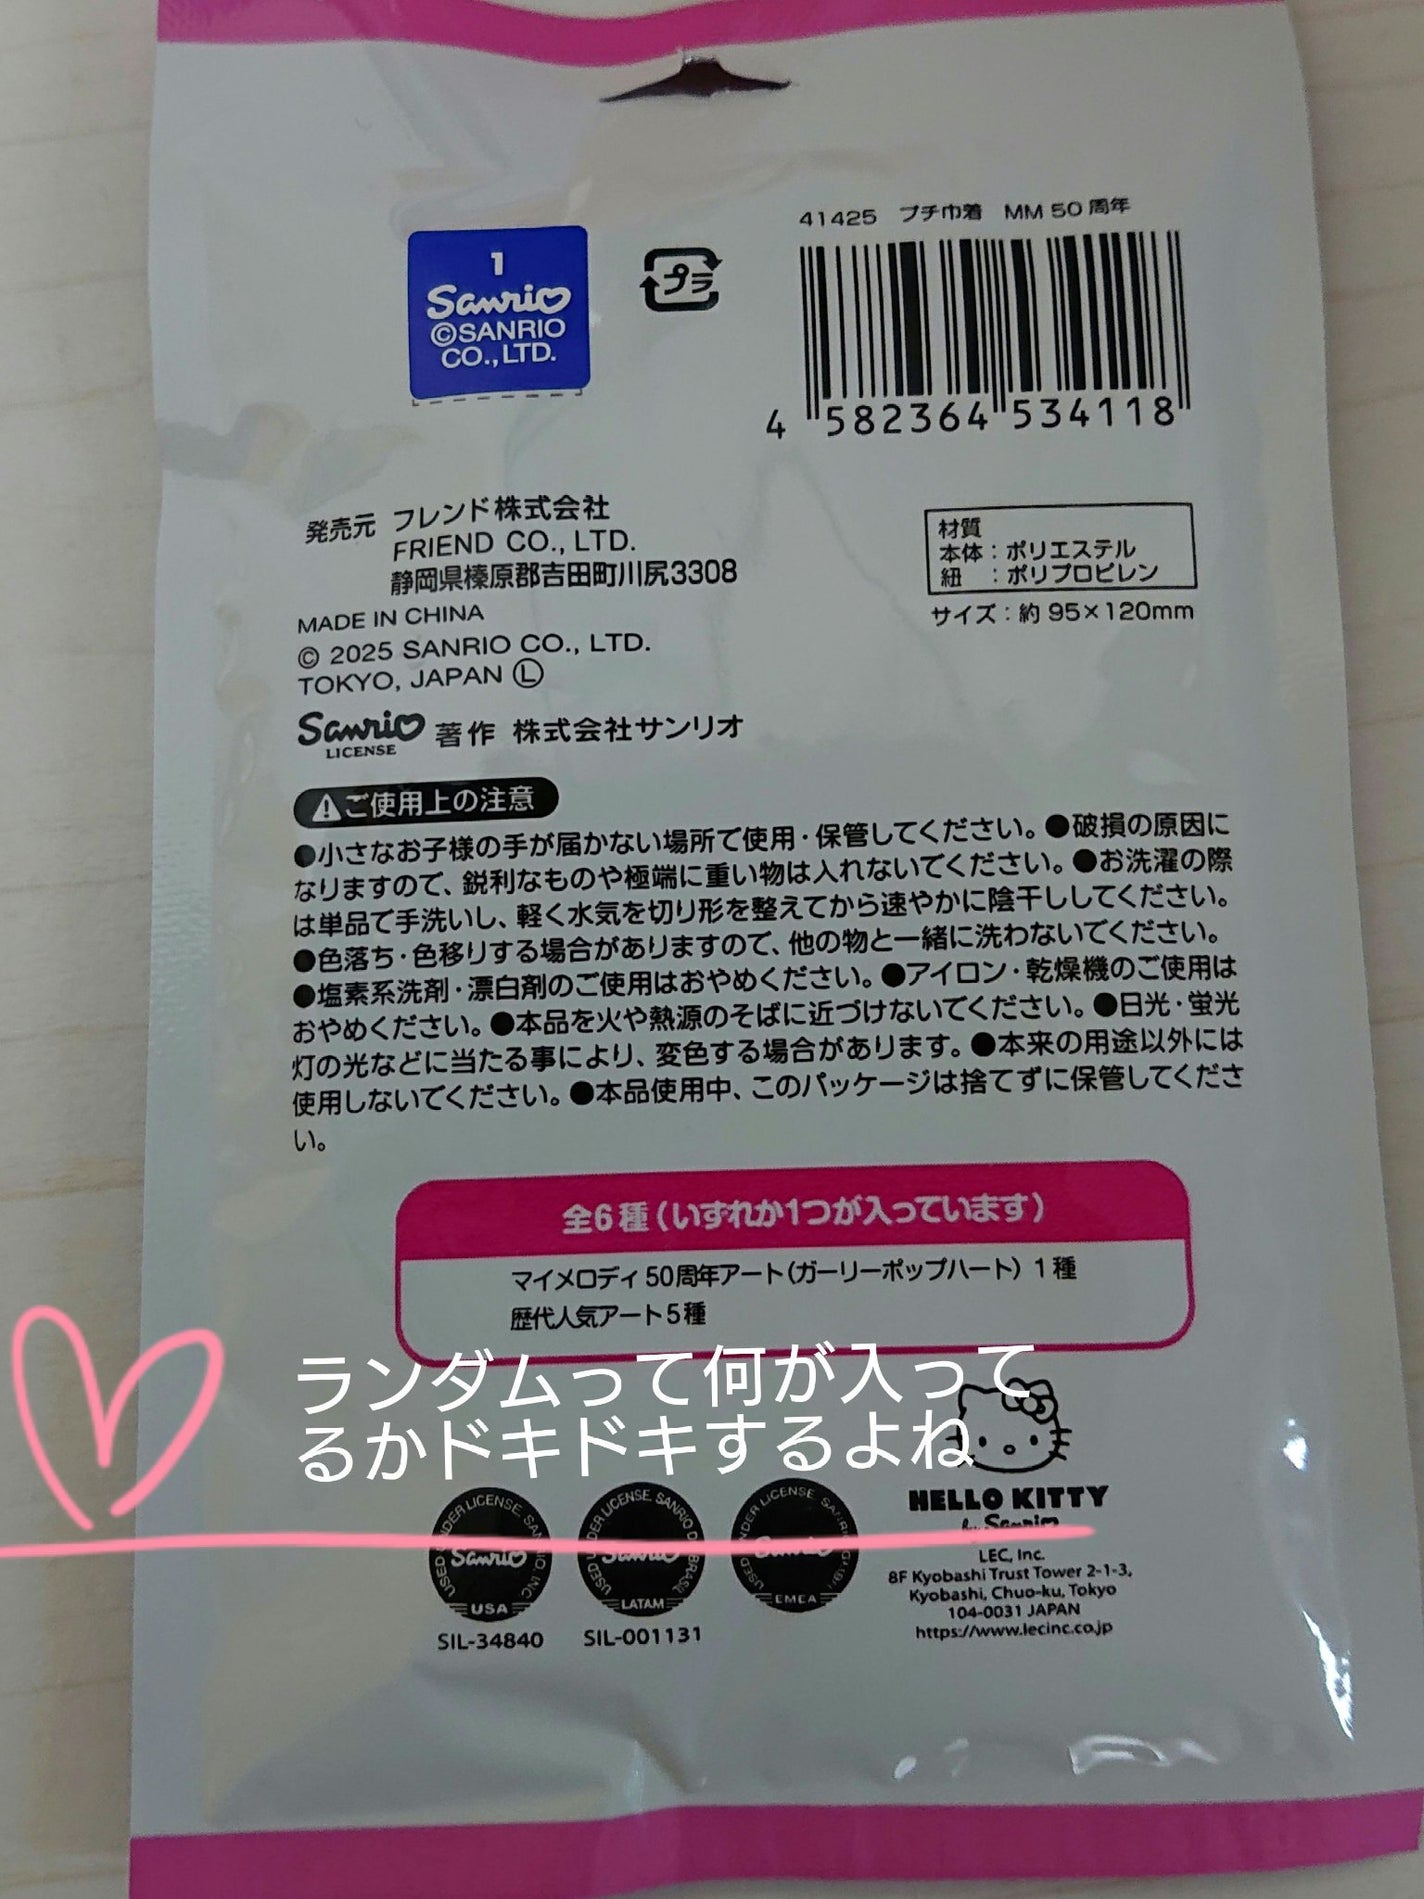 41425 プチ巾着 MM 50周年
1
Sanrio
©SANRIO
CO.,LTD.
プラ
4 582364 534118
発売元 フレンド株式会社
FRIEND CO., LTD.
静岡県榛原郡吉田町川尻3308
MADE IN CHINA
© 2025 SANRIO CO., LTD.
TOKYO, JAPAN Ⓛ
材質
本体：ポリエステル
紐　：ポリプロピレン
サイズ：約 95×120mm
Sanrio
LICENSE
著作 株式会社サンリオ
ご使用上の注意
●小さなお子様の手が届かない場所で使用・保管してください。●破損の原因に
なりますので、鋭利なものや極端に重い物は入れないでください。●お洗濯の際
は単品で手洗いし、軽く水気を切り形を整えてから速やかに陰干ししてください。
●色落ち・色移りする場合がありますので、他の物と一緒に洗わないでください。
●塩素系洗剤・漂白剤のご使用はおやめください。●アイロン・乾燥機のご使用は
おやめください。●本品を火や熱源のそばに近づけないでください。●日光・蛍光
灯の光などに当たる事により、変色する場合があります。●本来の用途以外には
使用しないでください。●本品使用中、このパッケージは捨てずに保管してくださ
い。
全6種（いずれか1つが入っています）
マイメロディ 50周年アート（ガーリーポップハート）1種
歴代人気アート5種
ランダムって何が入って
るかドキドキするよね
USED UNDER LICENSE. SANRIO, INC
Sanrio
USA
SIL-34840
USED UNDER LICENSE SANRIO DO BRASIL
Sanrio
LATAM
SIL-001131
USED UNDER LICENSE
Sanrio
EMEA
HELLO KITTY
by Sanrio
LEC, Inc.
8F Kyobashi Trust Tower 2-1-3,
Kyobashi, Chuo-ku, Tokyo
104-0031 JAPAN
https://www.lecinc.co.jp